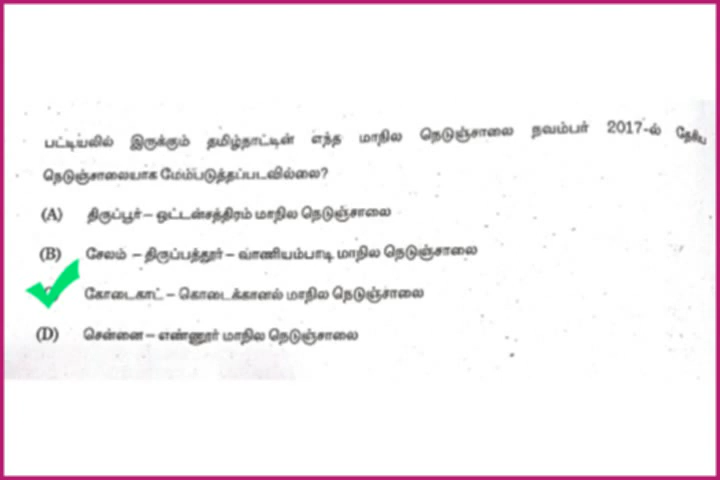 பட்டியலில் இருக்கும் தமிழ்நாட்டின் எந்த மாநில நெடுஞ்சாலை நவம்பர் 2017-ல் தேசிய
நெடுஞ்சாலையாக மேம்படுத்தப்படவில்லை?
(A) திருப்பூர் – ஒட்டன்சத்திரம் மாநில நெடுஞ்சாலை
(B) சேலம் – திருப்பத்தூர் – வாணியம்பாடி மாநில நெடுஞ்சாலை
கோடைகாட் – கொடைக்கானல் மாநில நெடுஞ்சாலை
(D) சென்னை – எண்ணூர் மாநில நெடுஞ்சாலை